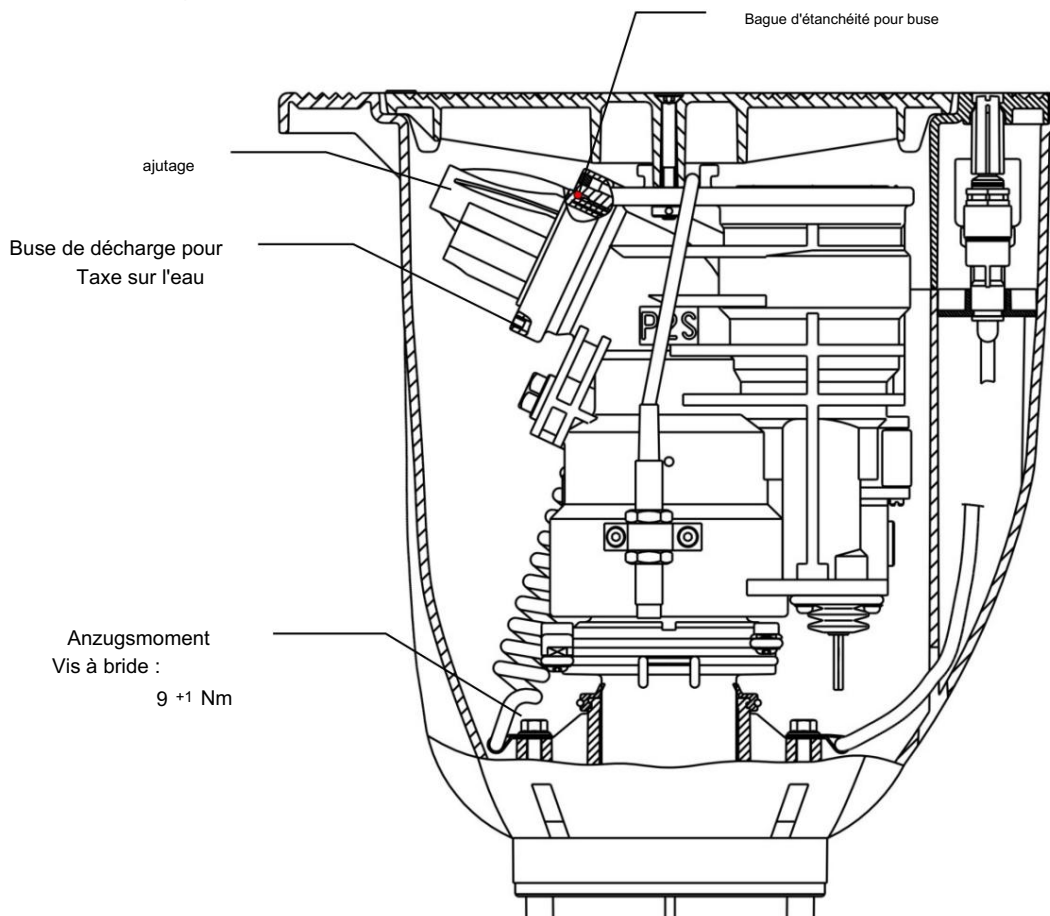 Bague d'étanchéité pour buse
ajutage
Buse de décharge pour
Taxe sur l'eau
P2S
Anzugsmoment
Vis à bride :
9 +1 Nm